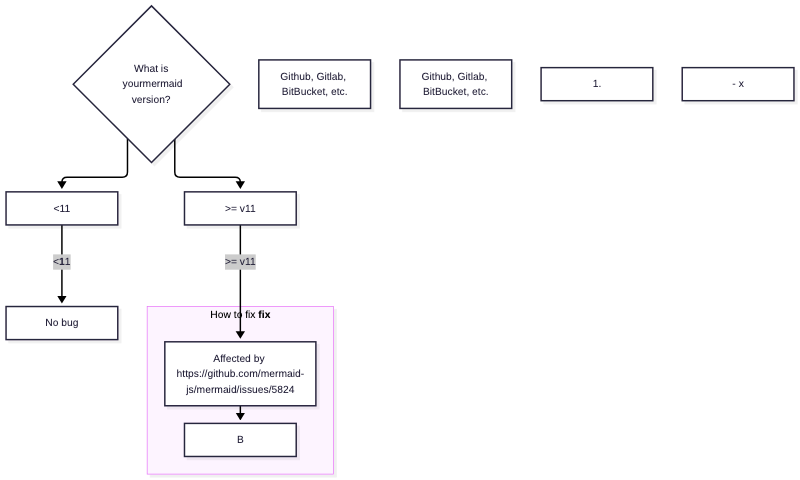 What is
yourmermaid
version?
Github, Gitlab,
BitBucket, etc.
Github, Gitlab,
BitBucket, etc.
1.
- x
<11
>= v11
<11
>= v11
No bug
How to fix fix
Affected by
https://github.com/mermaid-
js/mermaid/issues/5824
B